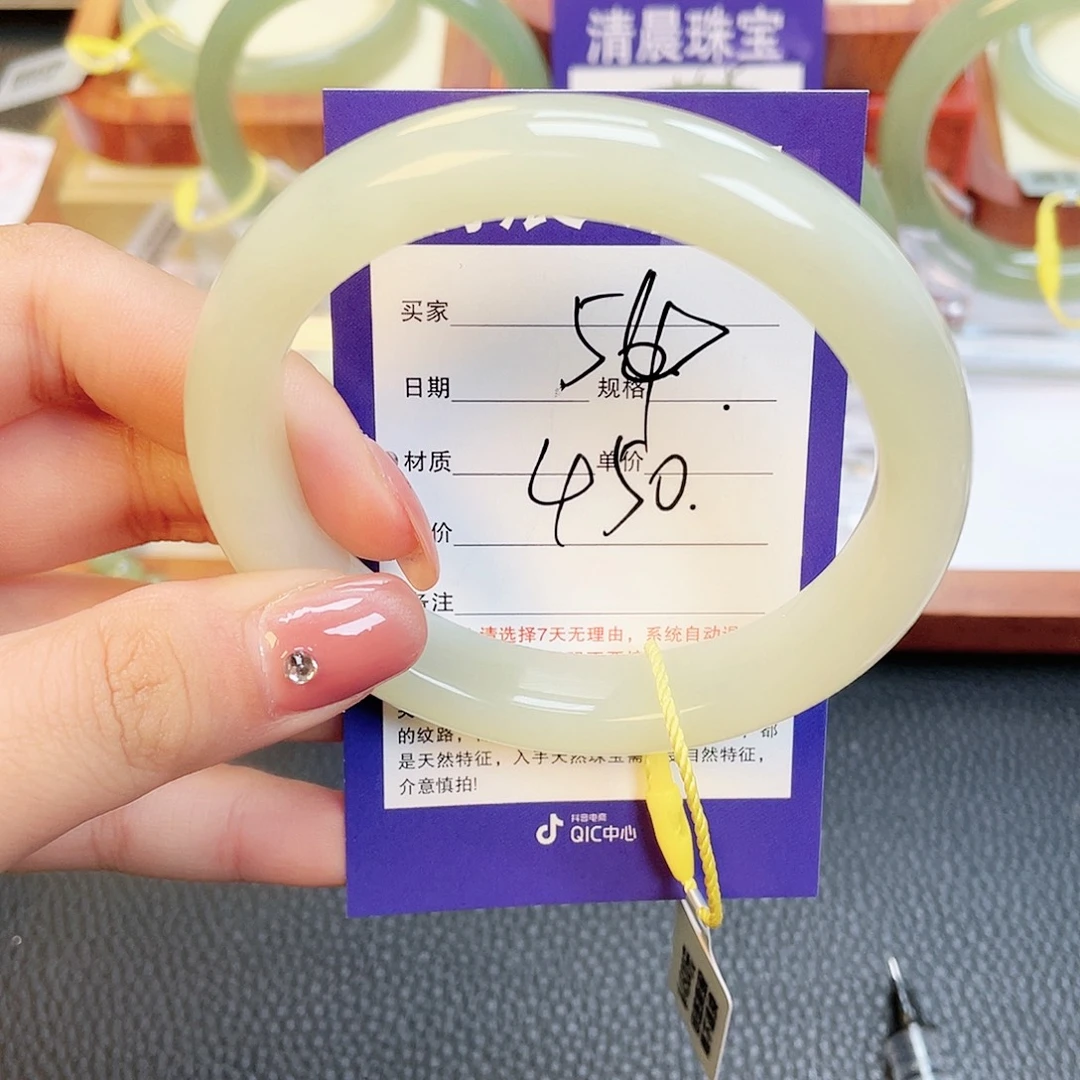 清晨珠宝
买家
日期 规格
材质 单价
450.
价
备注
请选择7天无理由，系统自动
的纹路，
都
是天然特征，入手天然珠宝需 自然特征，
介意慎拍!
抖音电商
QIC中心